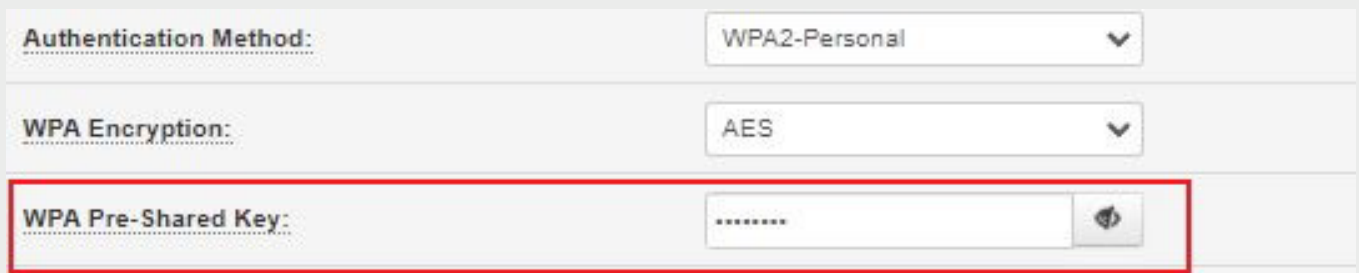 Authentication Method: WPA2-Personal
WPA Encryption: AES
WPA Pre-Shared Key: ········